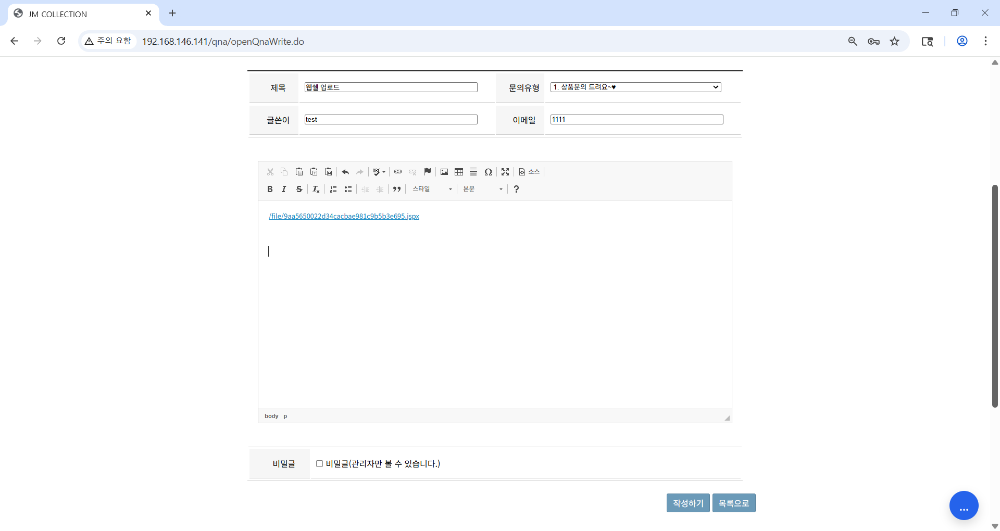 JM COLLECTION
주의 요함 192.168.146.141/qna/openQnaWrite.do
제목 웹쉘 업로드 문의유형 1. 상품문의 드려요~♥
글쓴이 test 이메일 1111
ABC Ω 소스
B I S Tx 스타일 본문 ?
/file/9aa5650022d34cacbae981c9b5b3e695.jspx
body p
비밀글 비밀글(관리자만 볼 수 있습니다.)
작성하기 목록으로
...